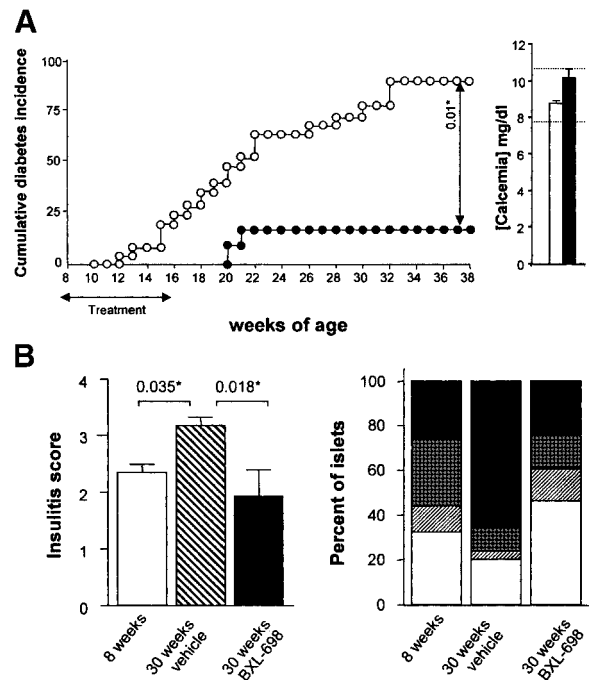 A
Cumulative diabetes incidence
100
75
50
25
0
8 10 12 14 16 18 20 22 24 26 28 30 32 34 36 38
0.01*
Treatment
weeks of age
[Calcemia] mg/dl
12
10
8
6
4
2
0
B
Insulitis score
4
3
2
1
0
0.035* 0.018*
8 weeks
30 weeks
vehicle
30 weeks
BXL-698
Percent of islets
100
80
60
40
20
0
8 weeks
30 weeks
vehicle
30 weeks
BXL-698